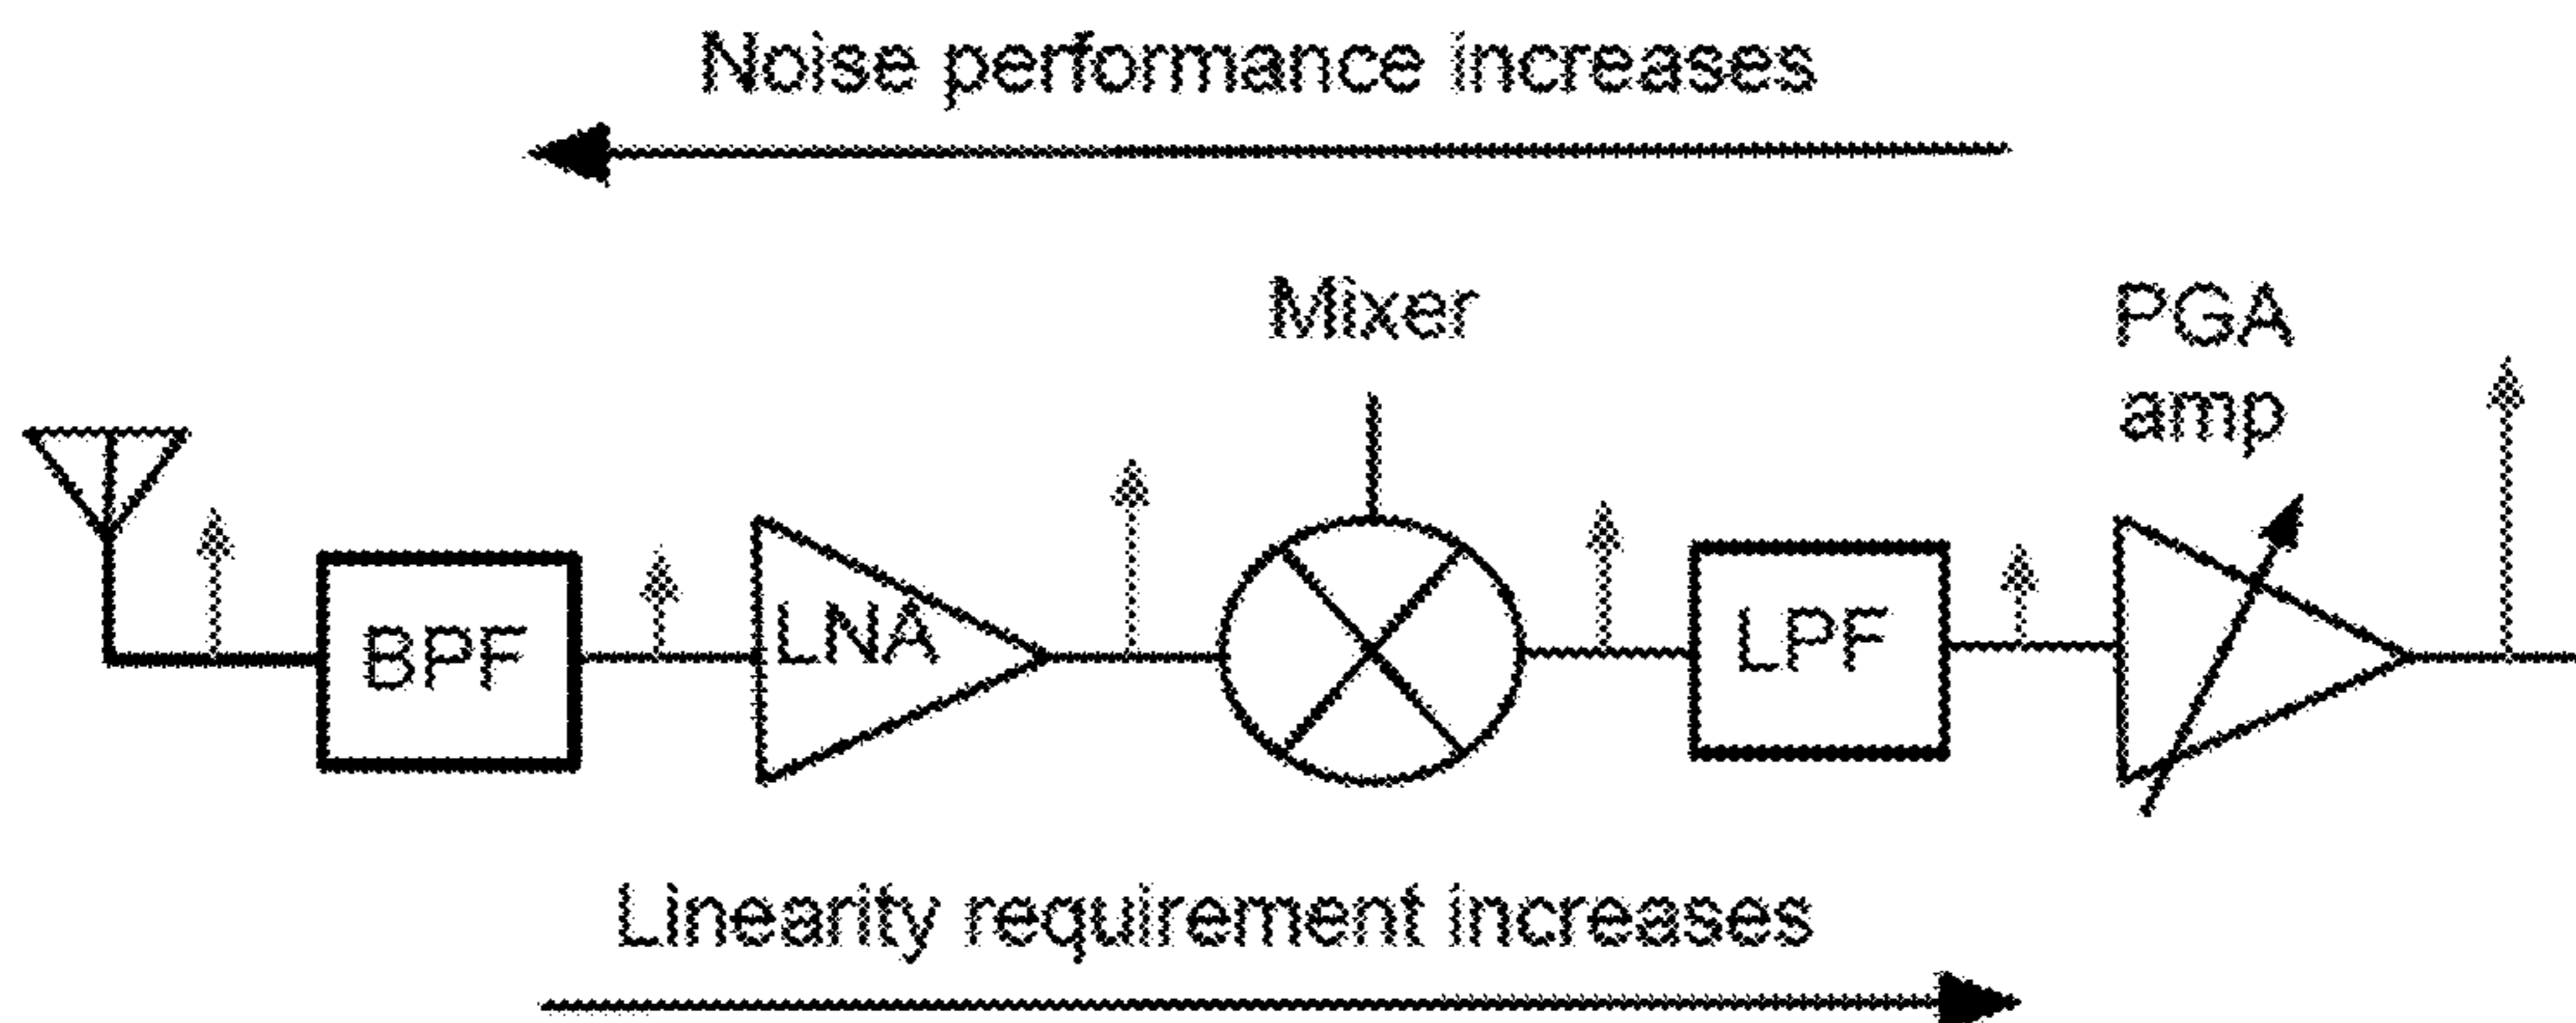 Noise performance increases
Mixer
PGA
amp
BPF
LNA
LPF
Linearity requirement increases